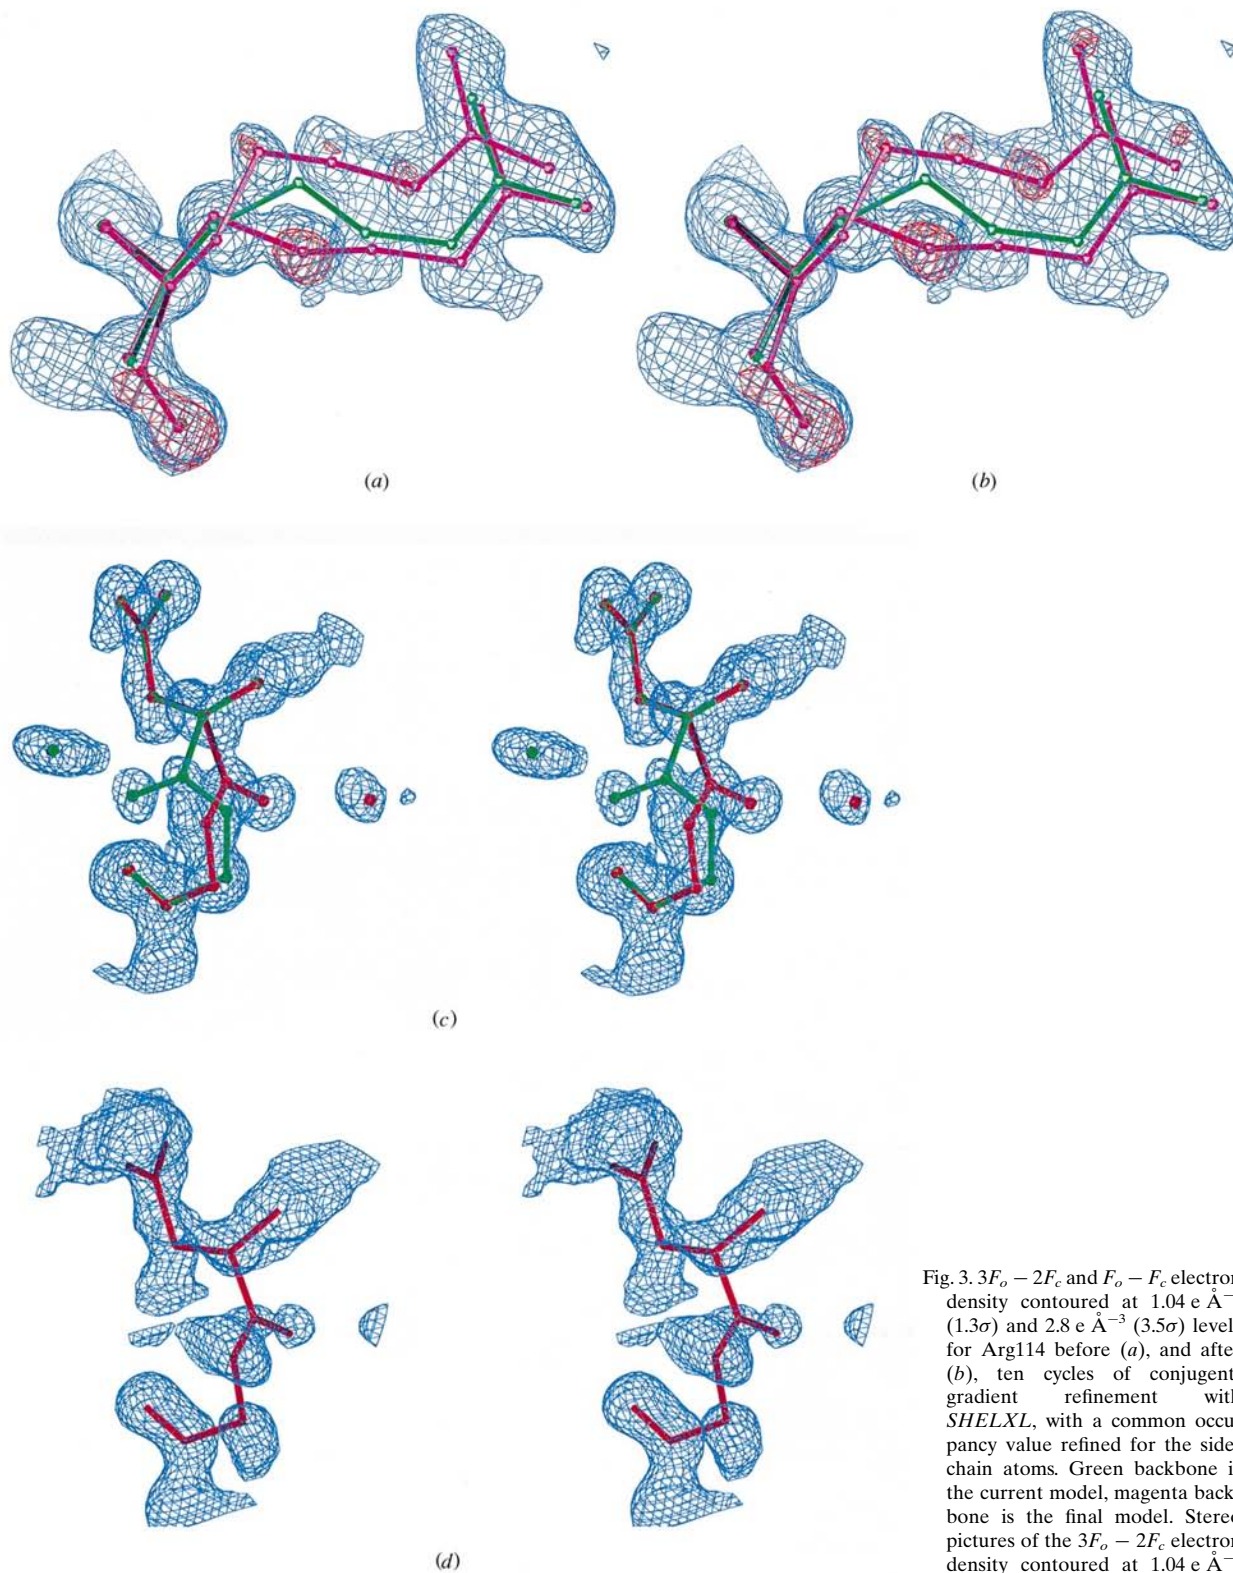 (a)
(b)
(c)
(d)
Fig. 3. 3Fo − 2Fc and Fo − Fc electron
density contoured at 1.04 e Å−
(1.3σ) and 2.8 e Å−3 (3.5σ) level
for Arg114 before (a), and afte
(b), ten cycles of conjugent
gradient refinement with
SHELXL, with a common occu
pancy value refined for the side
chain atoms. Green backbone i
the current model, magenta back
bone is the final model. Stereo
pictures of the 3Fo − 2Fc electron
density contoured at 1.04 e Å−